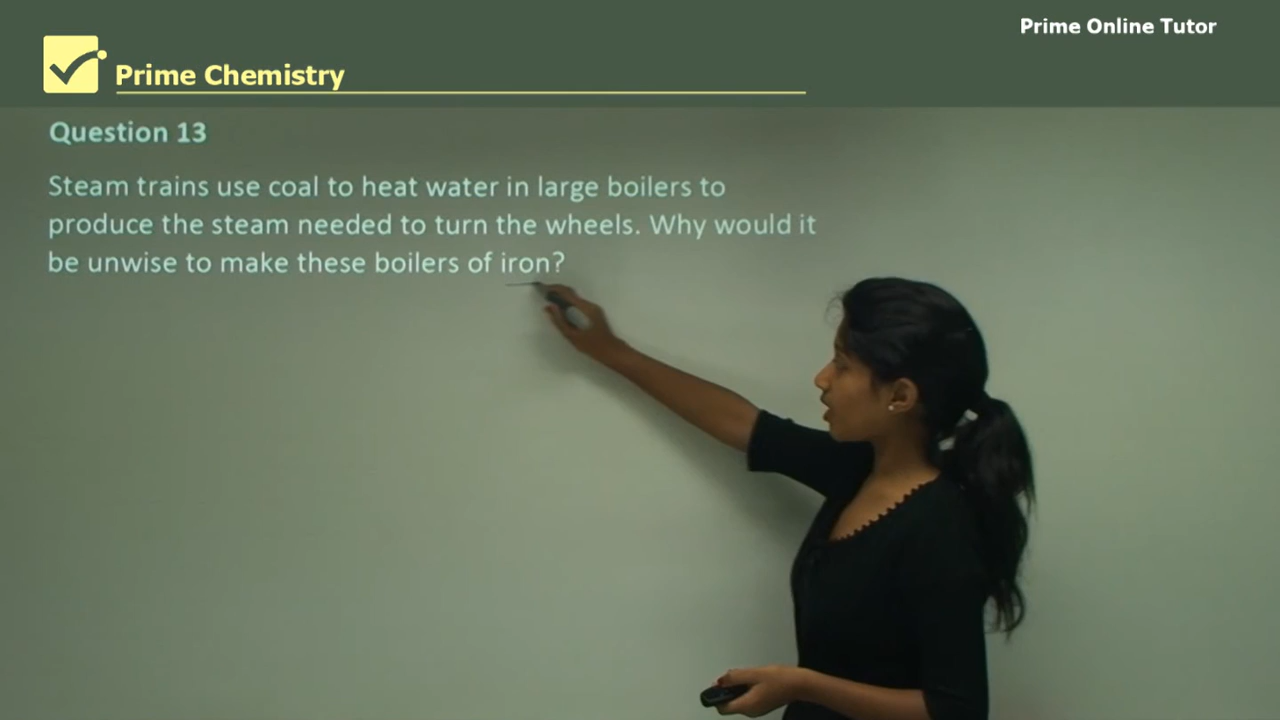 Prime Online Tutor
Prime Chemistry
Question 13
Steam trains use coal to heat water in large boilers to
produce the steam needed to turn the wheels. Why would it
be unwise to make these boilers of iron?